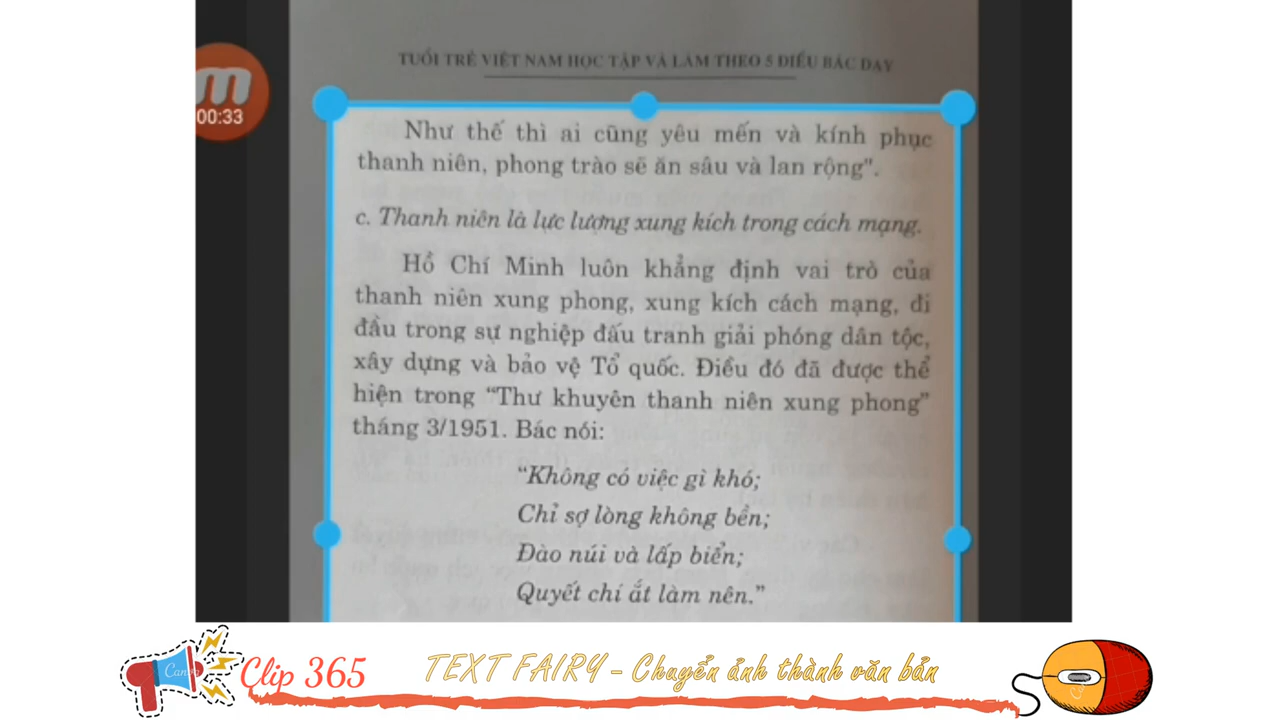 TUỔI TRẺ VIỆT NAM HỌC TẬP VÀ LÀM THEO 5 ĐIỀU BÁC DẠY
00:33
Như thế thì ai cũng yêu mến và kính phục
thanh niên, phong trào sẽ ăn sâu và lan rộng".
c. Thanh niên là lực lượng xung kích trong cách mạng.
Hồ Chí Minh luôn khẳng định vai trò của
thanh niên xung phong, xung kích cách mạng, đi
đầu trong sự nghiệp đấu tranh giải phóng dân tộc,
xây dựng và bảo vệ Tổ quốc. Điều đó đã được thể
hiện trong “Thư khuyên thanh niên xung phong”
tháng 3/1951. Bác nói:
“Không có việc gì khó;
Chỉ sợ lòng không bền;
Đào núi và lấp biển;
Quyết chí ắt làm nên.”
Canva
Clip 365
TEXT FAIRY - Chuyển ảnh thành văn bản